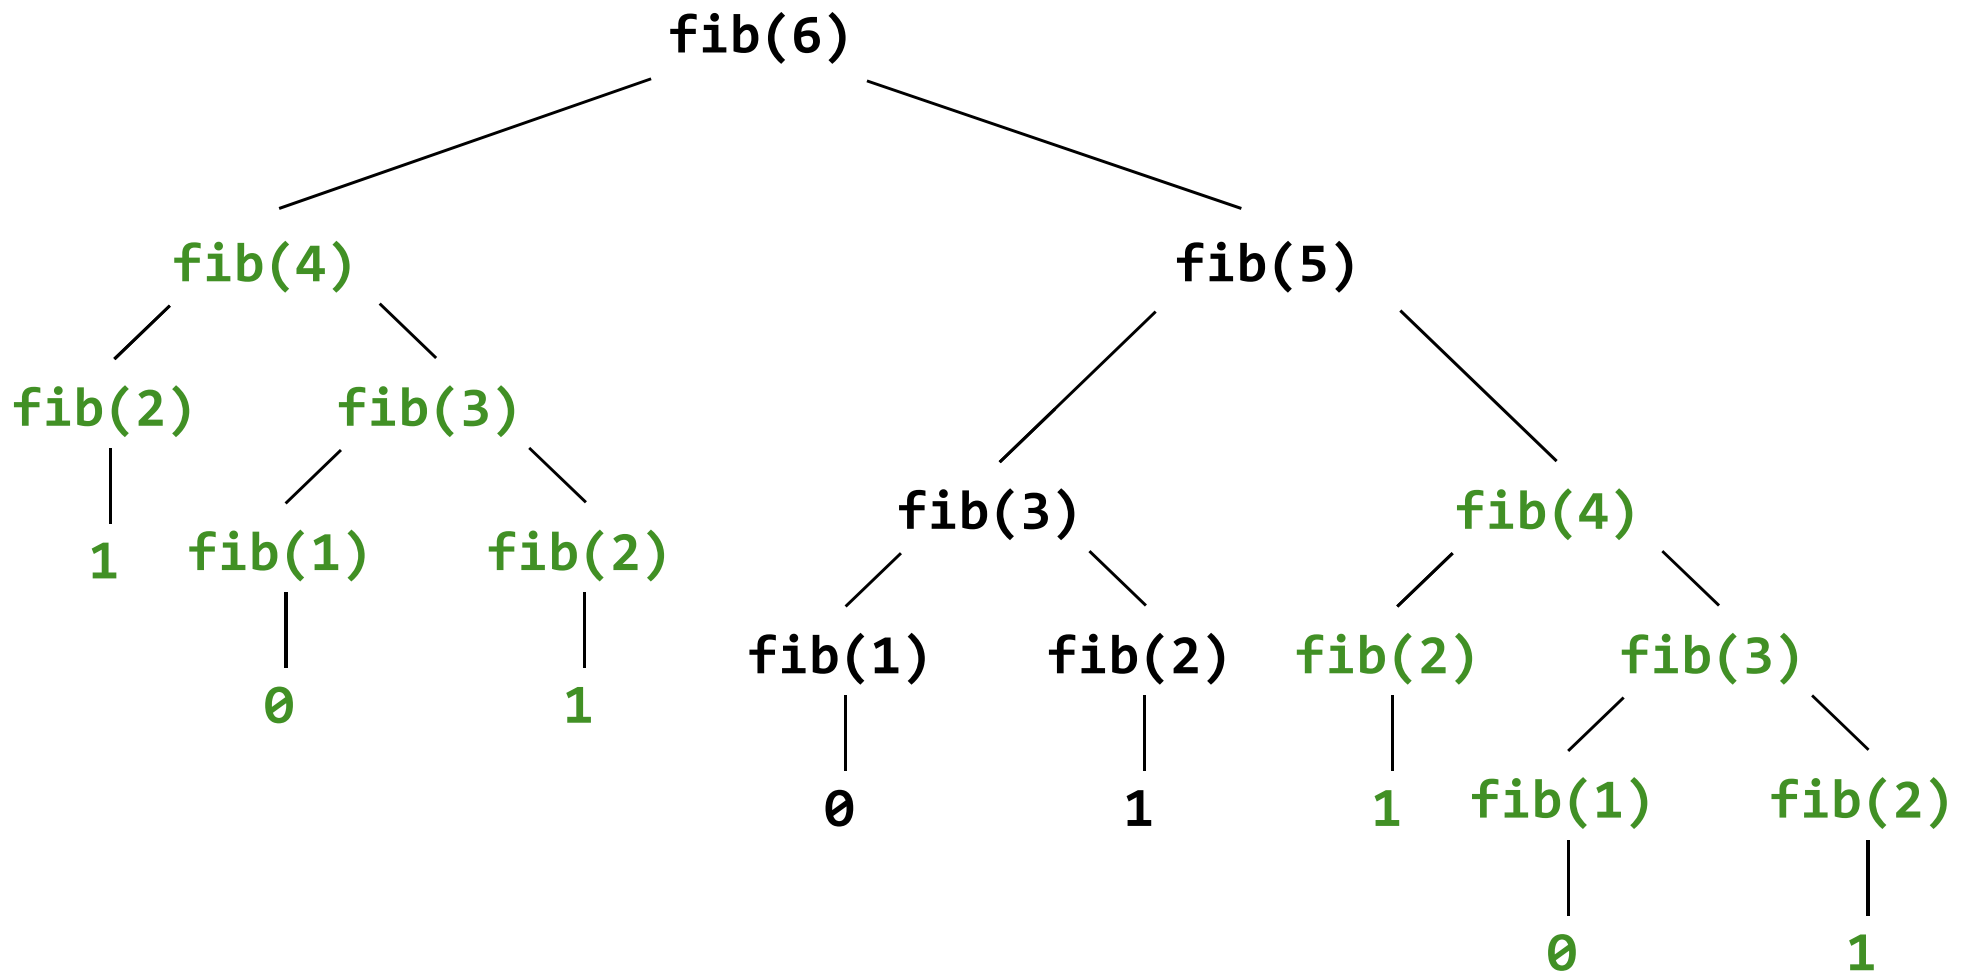 fib(6)
fib(4) fib(5)
fib(2) fib(3)
fib(3) fib(4)
1 fib(1) fib(2)
fib(1) fib(2) fib(2) fib(3)
0 1
0 1 1 fib(1) fib(2)
0 1